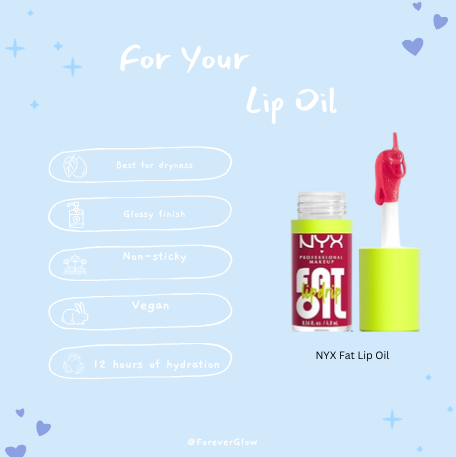 For Your
Lip Oil
Best for dryness
Glossy finish
Non-sticky
Vegan
12 hours of hydration
NYX
PROFESSIONAL
MAKEUP
FAT
lip drip
OIL
0.16 fl. oz / 4.8 mL
NYX Fat Lip Oil
@ForeverGlow